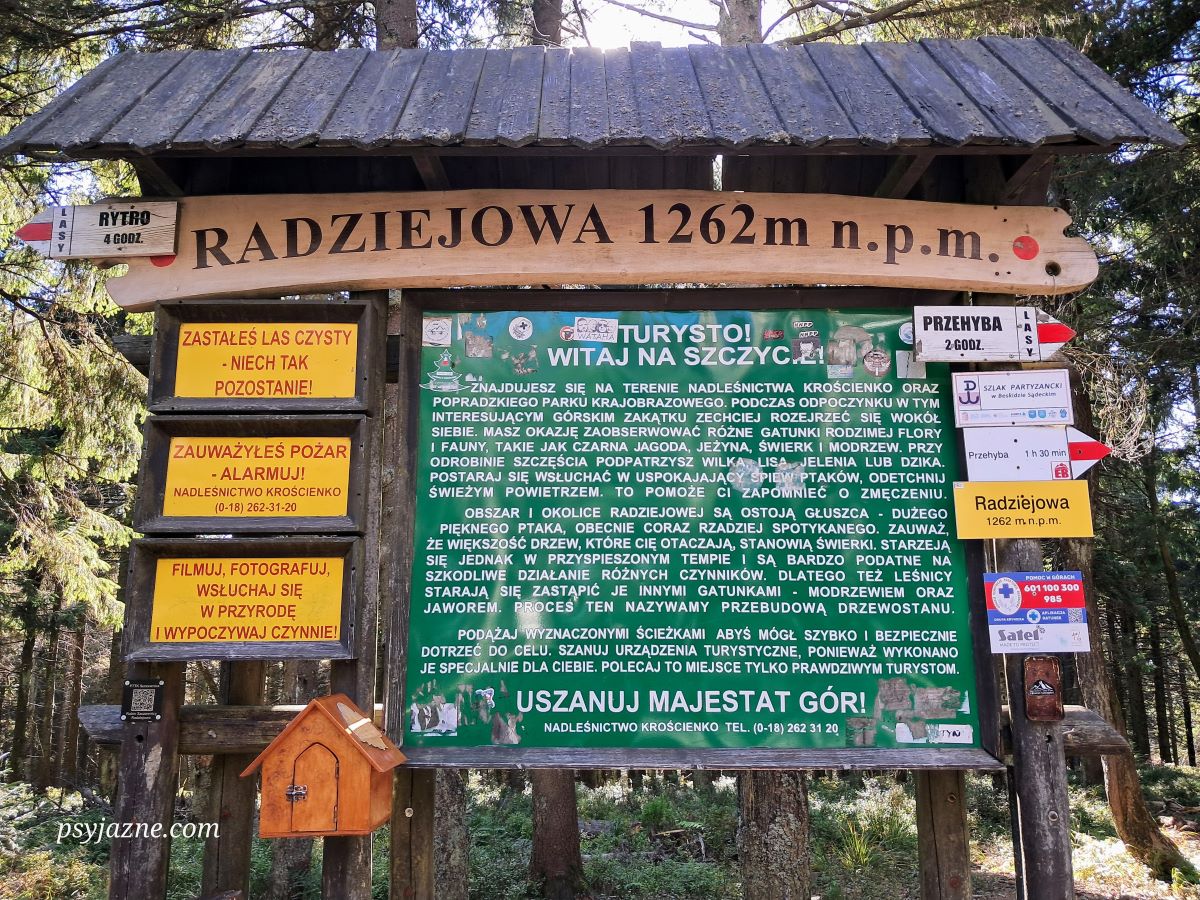 RYTRO
4 GODZ.
LASY
RADZIEJOWA 1262m n.p.m.
ZASTAŁEŚ LAS CZYSTY
- NIECH TAK
POZOSTANIE!
ZAUWAŻYŁEŚ POŻAR
- ALARMUJ!
NADLEŚNICTWO KROŚCIENKO
(0-18) 262-31-20
FILMUJ, FOTOGRAFUJ,
WSŁUCHAJ SIĘ
W PRZYRODĘ
I WYPOCZYWAJ CZYNNIE!
WATAHA
TURYSTO!
WITAJ NA SZCZYCIE!
ZNAJDUJESZ SIĘ NA TERENIE NADLEŚNICTWA KROŚCIENKO ORAZ
POPRADZKIEGO PARKU KRAJOBRAZOWEGO. PODCZAS ODPOCZYNKU W TYM
INTERESUJĄCYM GÓRSKIM ZAKĄTKU ZECHCIEJ ROZEJRZEĆ SIĘ WOKÓŁ
SIEBIE. MASZ OKAZJĘ ZAOBSERWOWAĆ RÓŻNE GATUNKI RODZIMEJ FLORY
I FAUNY, TAKIE JAK CZARNA JAGODA, JEŻYNA, ŚWIERK I MODRZEW. PRZY
ODROBINIE SZCZĘŚCIA PODPATRZYSZ WILKA, LISA, JELENIA LUB DZIKA.
POSTARAJ SIĘ WSŁUCHAĆ W USPOKAJAJĄCY ŚPIEW PTAKÓW, ODETCHNIJ
ŚWIEŻYM POWIETRZEM. TO POMOŻE CI ZAPOMNIEĆ O ZMĘCZENIU.
OBSZAR I OKOLICE RADZIEJOWEJ SĄ OSTOJĄ GŁUSZCA - DUŻEGO
PIĘKNEGO PTAKA, OBECNIE CORAZ RZADZIEJ SPOTYKANEGO. ZAUWAŻ,
ŻE WIĘKSZOŚĆ DRZEW, KTÓRE CIĘ OTACZAJĄ, STANOWIĄ ŚWIERKI. STARZEJĄ
SIĘ JEDNAK W PRZYSPIESZONYM TEMPIE I SĄ BARDZO PODATNE NA
SZKODLIWE DZIAŁANIE RÓŻNYCH CZYNNIKÓW. DLATEGO TEŻ LEŚNICY
STARAJĄ SIĘ ZASTĄPIĆ JE INNYMI GATUNKAMI - MODRZEWIEM ORAZ
JAWOREM. PROCES TEN NAZYWAMY PRZEBUDOWĄ DRZEWOSTANU.
PODĄŻAJ WYZNACZONYMI ŚCIEŻKAMI ABYŚ MÓGŁ SZYBKO I BEZPIECZNIE
DOTRZEĆ DO CELU. SZANUJ URZĄDZENIA TURYSTYCZNE, PONIEWAŻ WYKONANO
JE SPECJALNIE DLA CIEBIE. POLECAJ TO MIEJSCE TYLKO PRAWDZIWYM TURYSTOM.
USZANUJ MAJESTAT GÓR!
NADLEŚNICTWO KROŚCIENKO TEL. (0-18) 262 31 20
PRZEHYBA
2 GODZ.
LASY
SZLAK PARTYZANCKI
w Beskidzie Sądeckim
Przehyba 1 h 30 min
Radziejowa
1262 m n.p.m.
POMOC W GÓRACH
601 100 300
985
APLIKACJA
RATUNEK
Satel
psyjazne.com